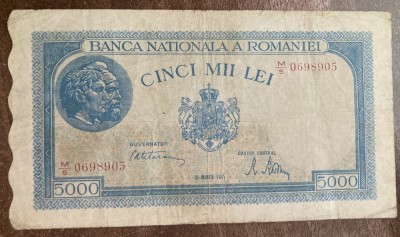 BANCA NATIONALA A ROMANIEI
CINCI MII LEI
M/6 0698905
GUVERNATOR
CASIER CENTRAL
M/6 0698905
5000
5000